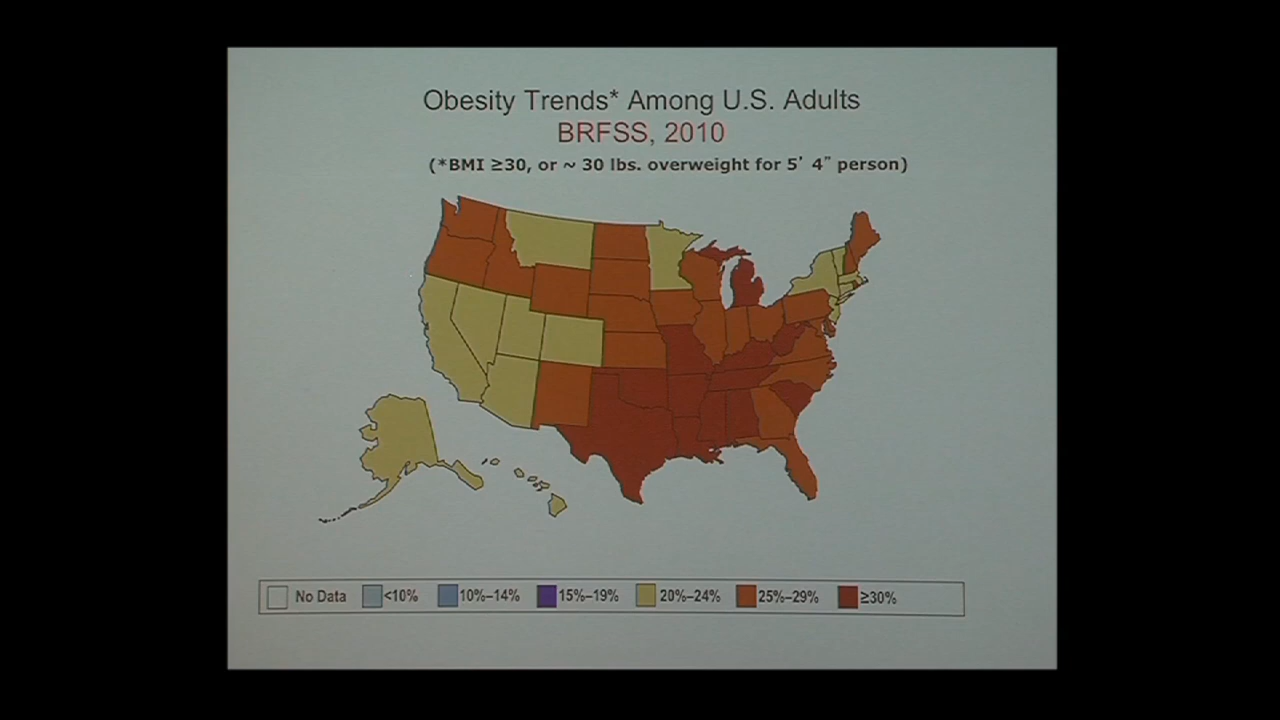 Obesity Trends* Among U.S. Adults
BRFSS, 2010
(*BMI ≥30, or ~ 30 lbs. overweight for 5’ 4” person)
No Data <10% 10%–14% 15%–19% 20%–24% 25%–29% ≥30%